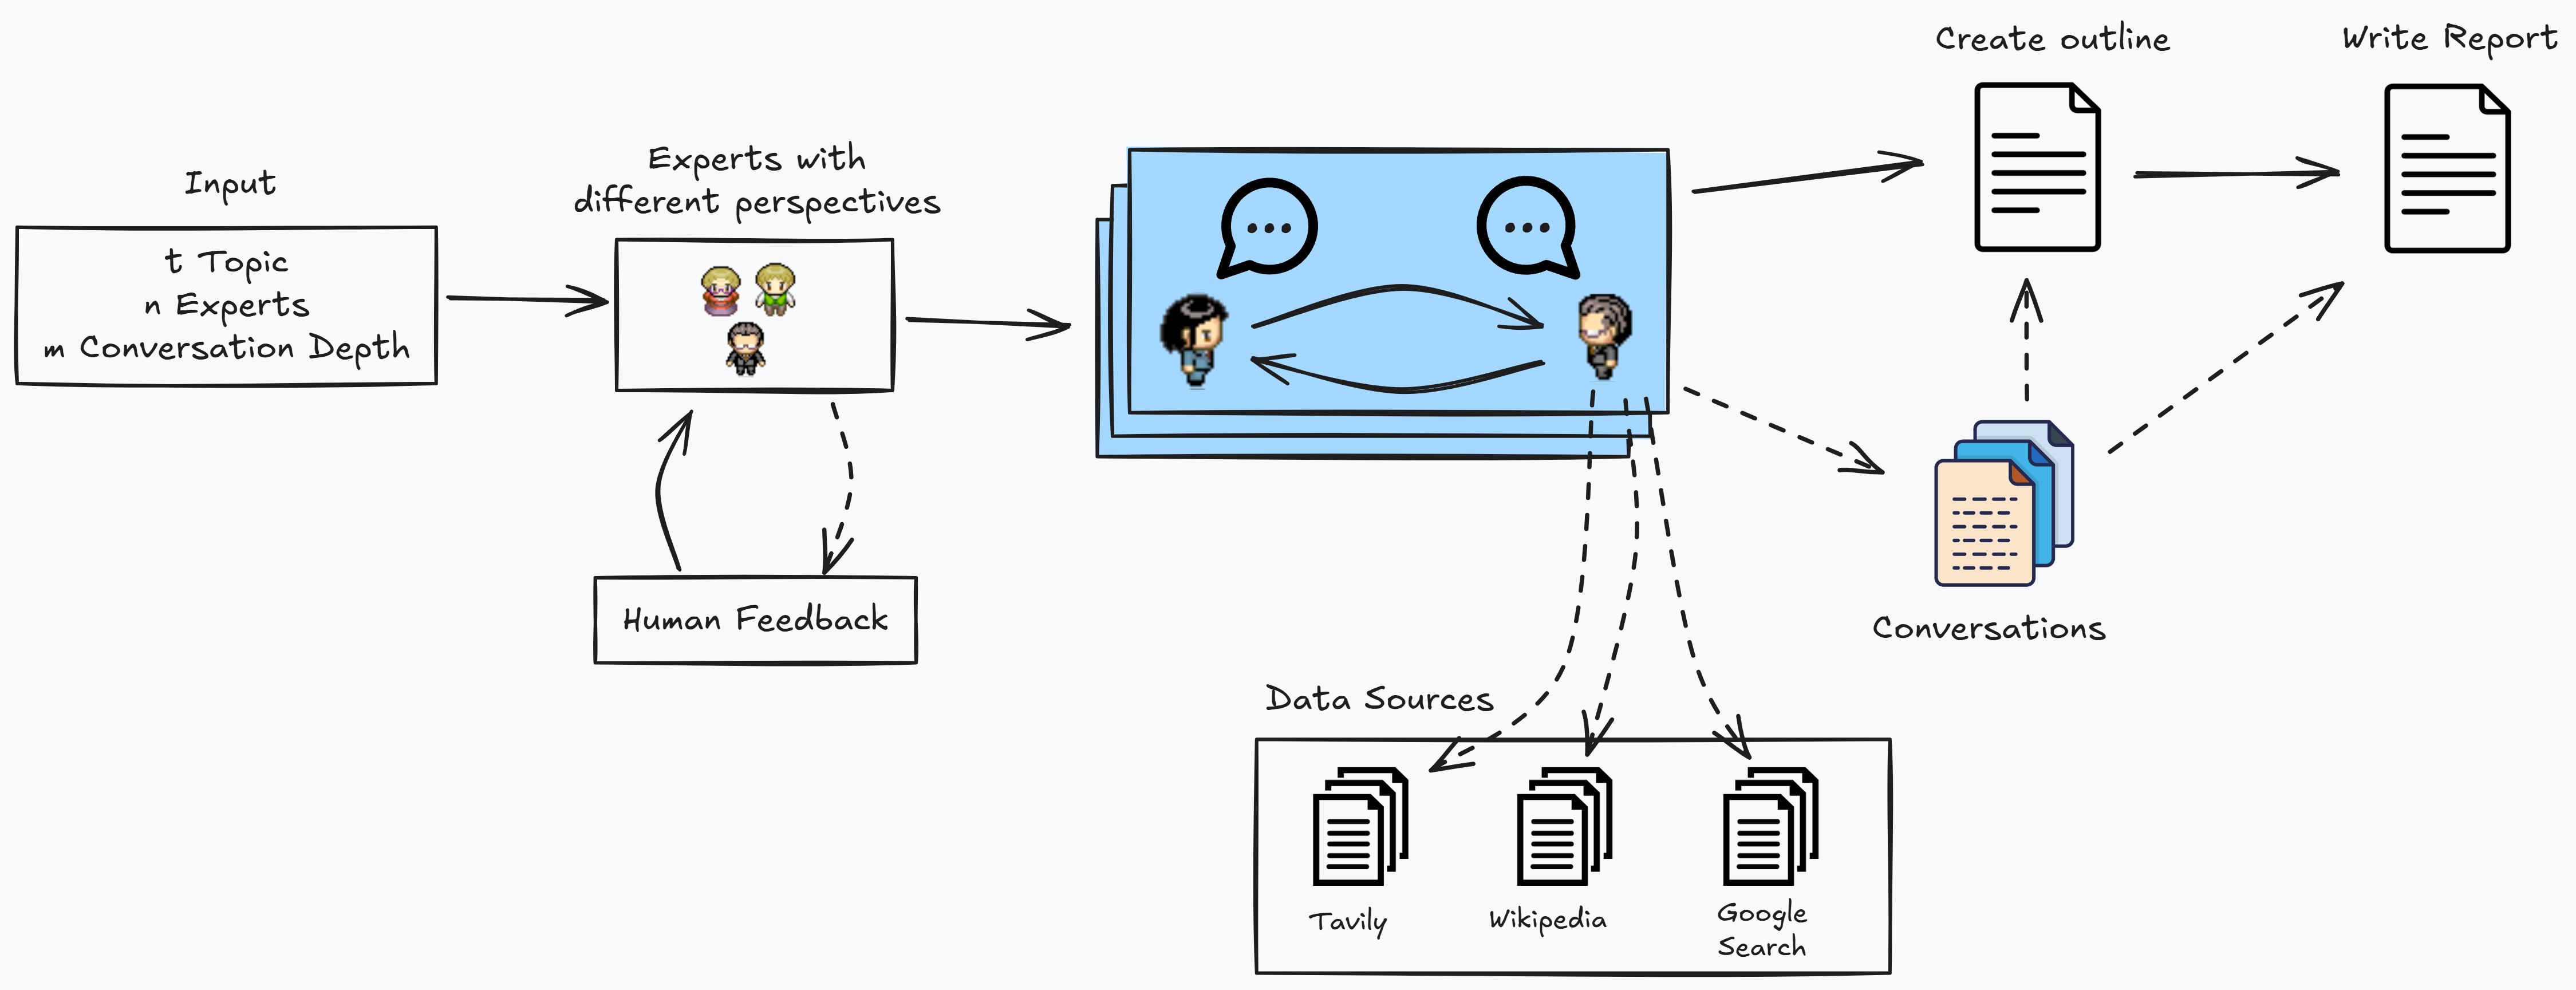 Input
t Topic
n Experts
m Conversation Depth
Experts with
different perspectives
Human Feedback
Create outline
Write Report
Conversations
Data Sources
Tavily
Wikipedia
Google
Search